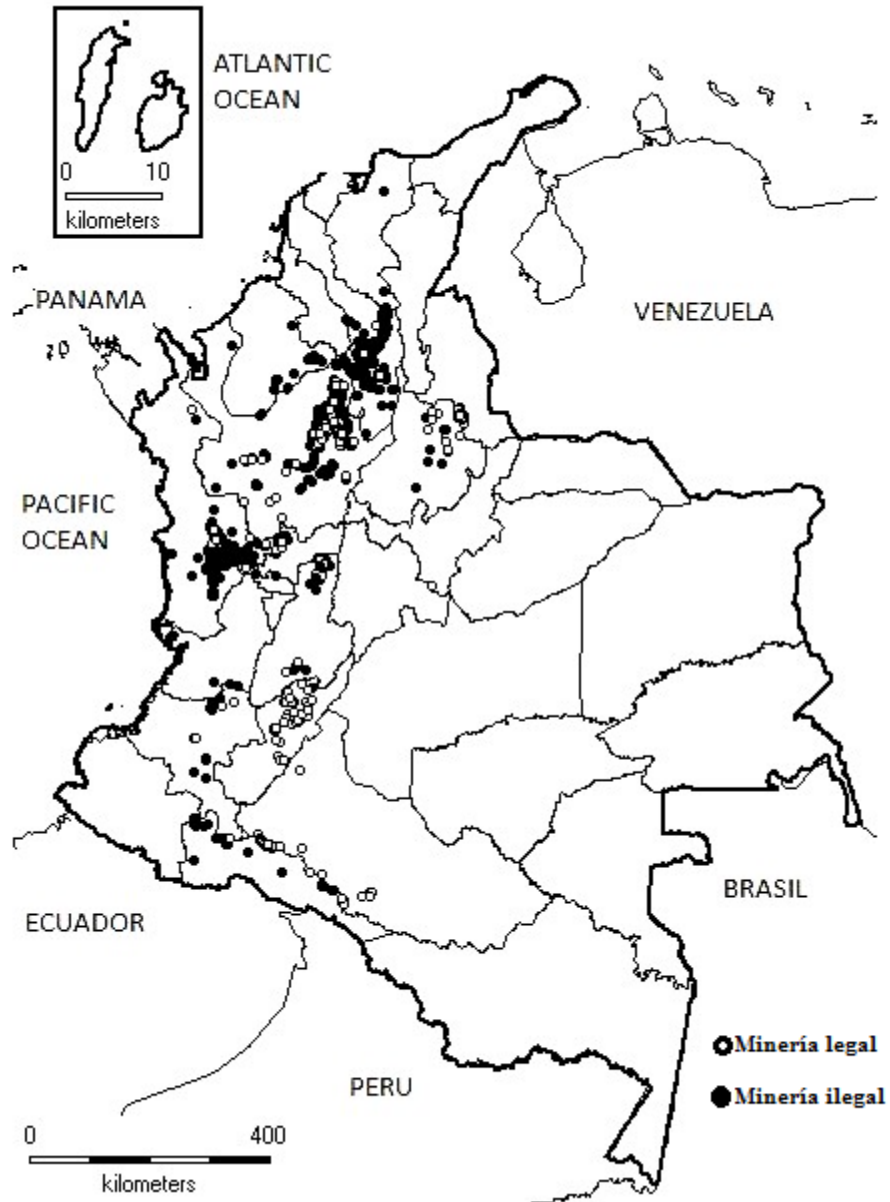 ATLANTIC
OCEAN
0 10
kilometers
PANAMA
VENEZUELA
PACIFIC
OCEAN
BRASIL
ECUADOR
Minería legal
PERU
Minería ilegal
0 400
kilometers